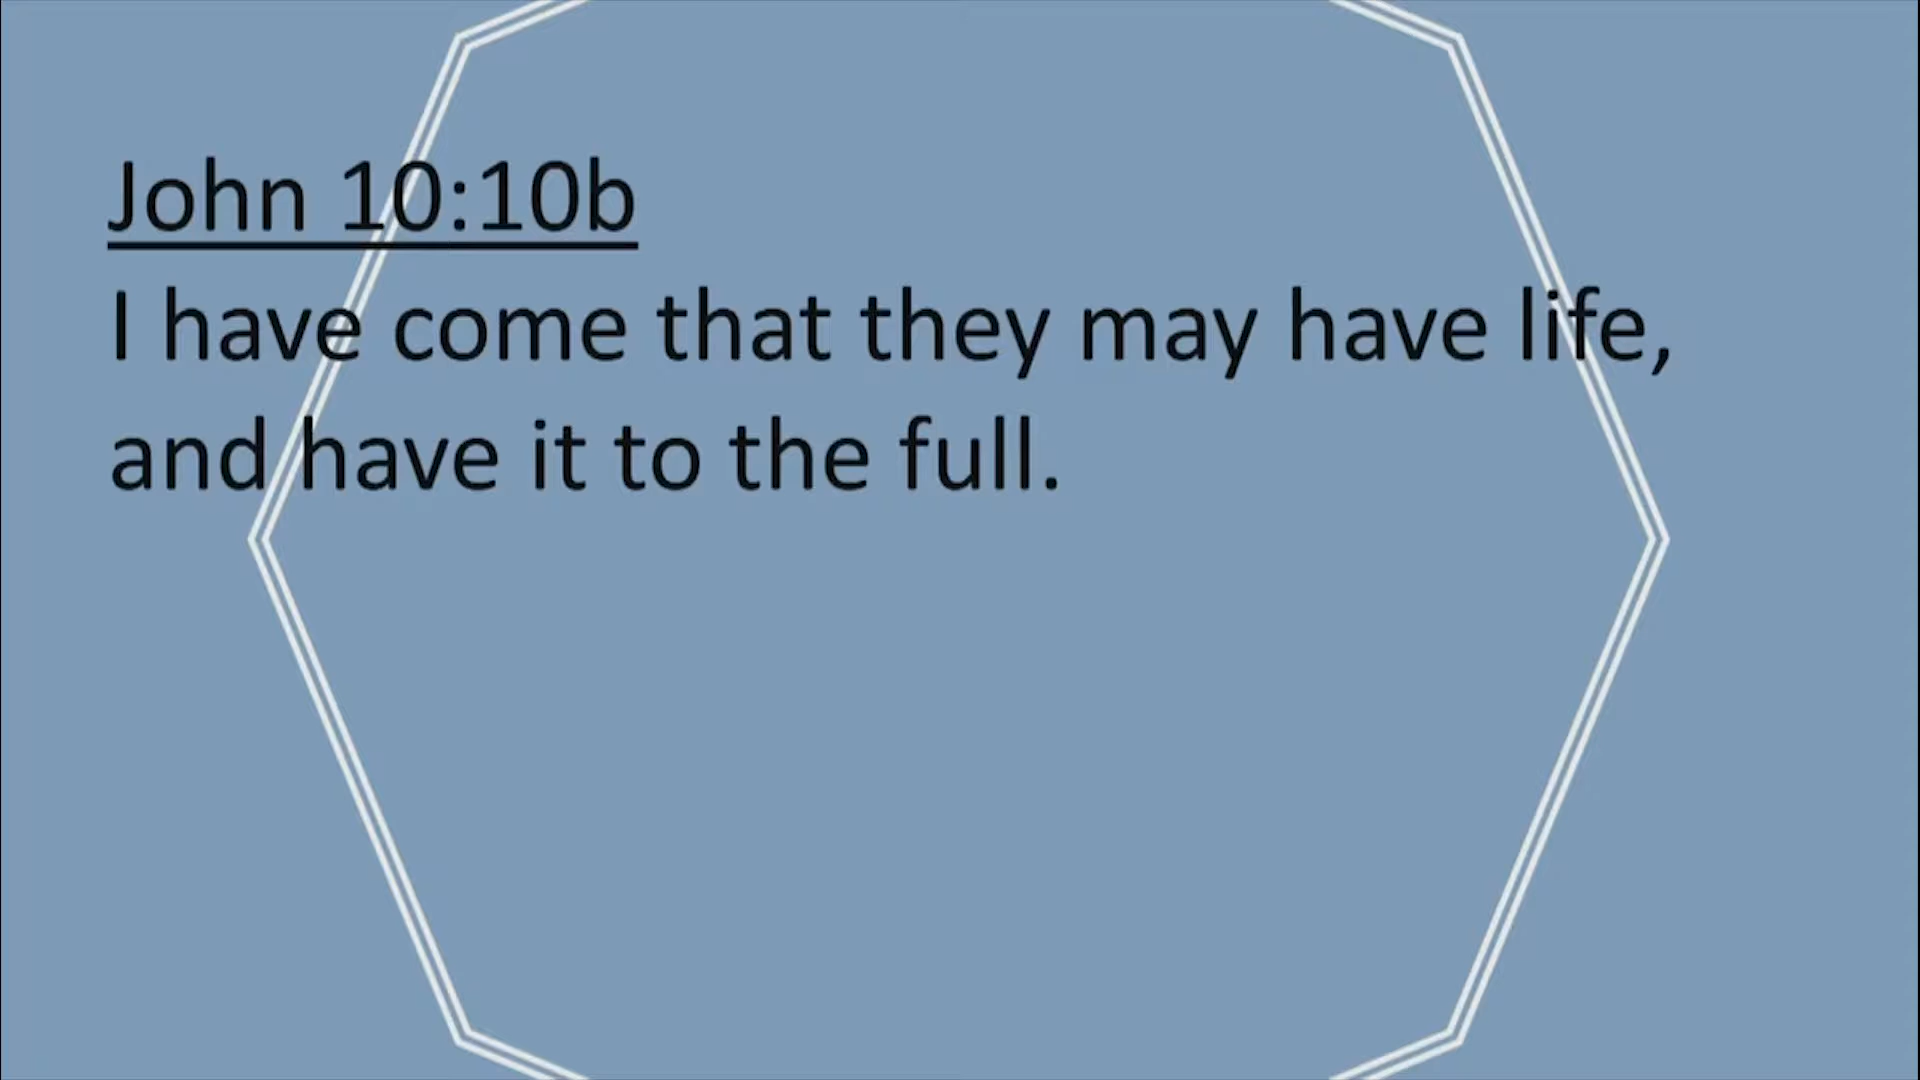 John 10:10b
I have come that they may have life,
and have it to the full.